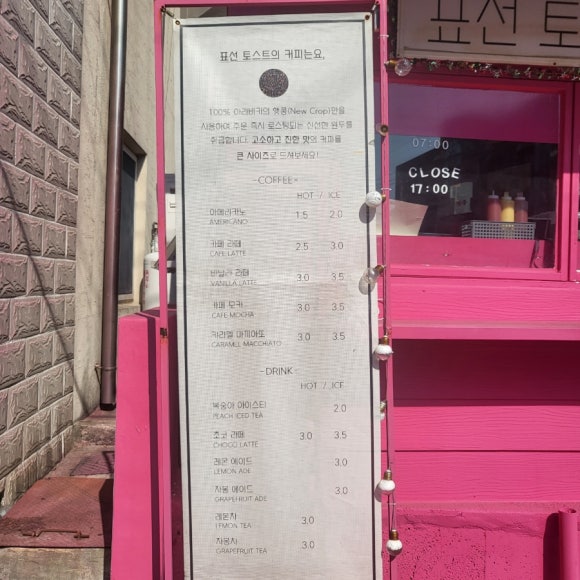 표선 토스트의 커피는요,
100% 아라비카의 햇콩(New Crop)만을
사용하여 주문 즉시 로스팅되는 신선한 원두를
취급합니다. 고소하고 진한 맛의 커피를
큰 사이즈로 드셔보세요!
-COFFEE-
HOT / ICE
아메리카노 1.5 2.0
AMERICANO
카페 라떼 2.5 3.0
CAFE LATTE
바닐라 라떼 3.0 3.5
VANILLA LATTE
카페 모카 3.0 3.5
CAFE MOCHA
카라멜 마끼아또 3.0 3.5
CARAMEL MACCHIATO
-DRINK-
HOT / ICE
복숭아 아이스티 2.0
PEACH ICED TEA
초코 라떼 3.0 3.5
CHOCO LATTE
레몬 에이드 3.0
LEMON ADE
자몽 에이드 3.0
GRAPEFRUIT ADE
레몬차 3.0
LEMON TEA
자몽차 3.0
GRAPEFRUIT TEA
표선 토
07:00
CLOSE
17:00